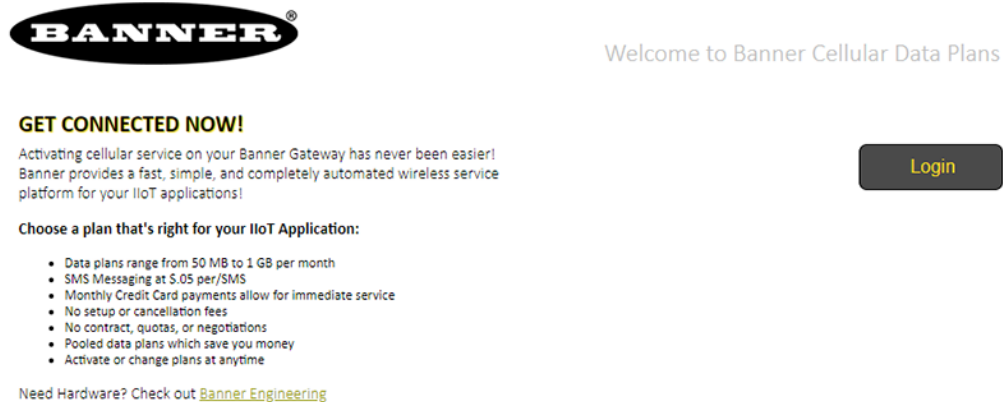 BANNER®
Welcome to Banner Cellular Data Plans
GET CONNECTED NOW!
Activating cellular service on your Banner Gateway has never been easier!
Banner provides a fast, simple, and completely automated wireless service
platform for your IIoT applications!
Login
Choose a plan that's right for your IIoT Application:
• Data plans range from 50 MB to 1 GB per month
• SMS Messaging at $.05 per/SMS
• Monthly Credit Card payments allow for immediate service
• No setup or cancellation fees
• No contract, quotas, or negotiations
• Pooled data plans which save you money
• Activate or change plans at anytime
Need Hardware? Check out Banner Engineering